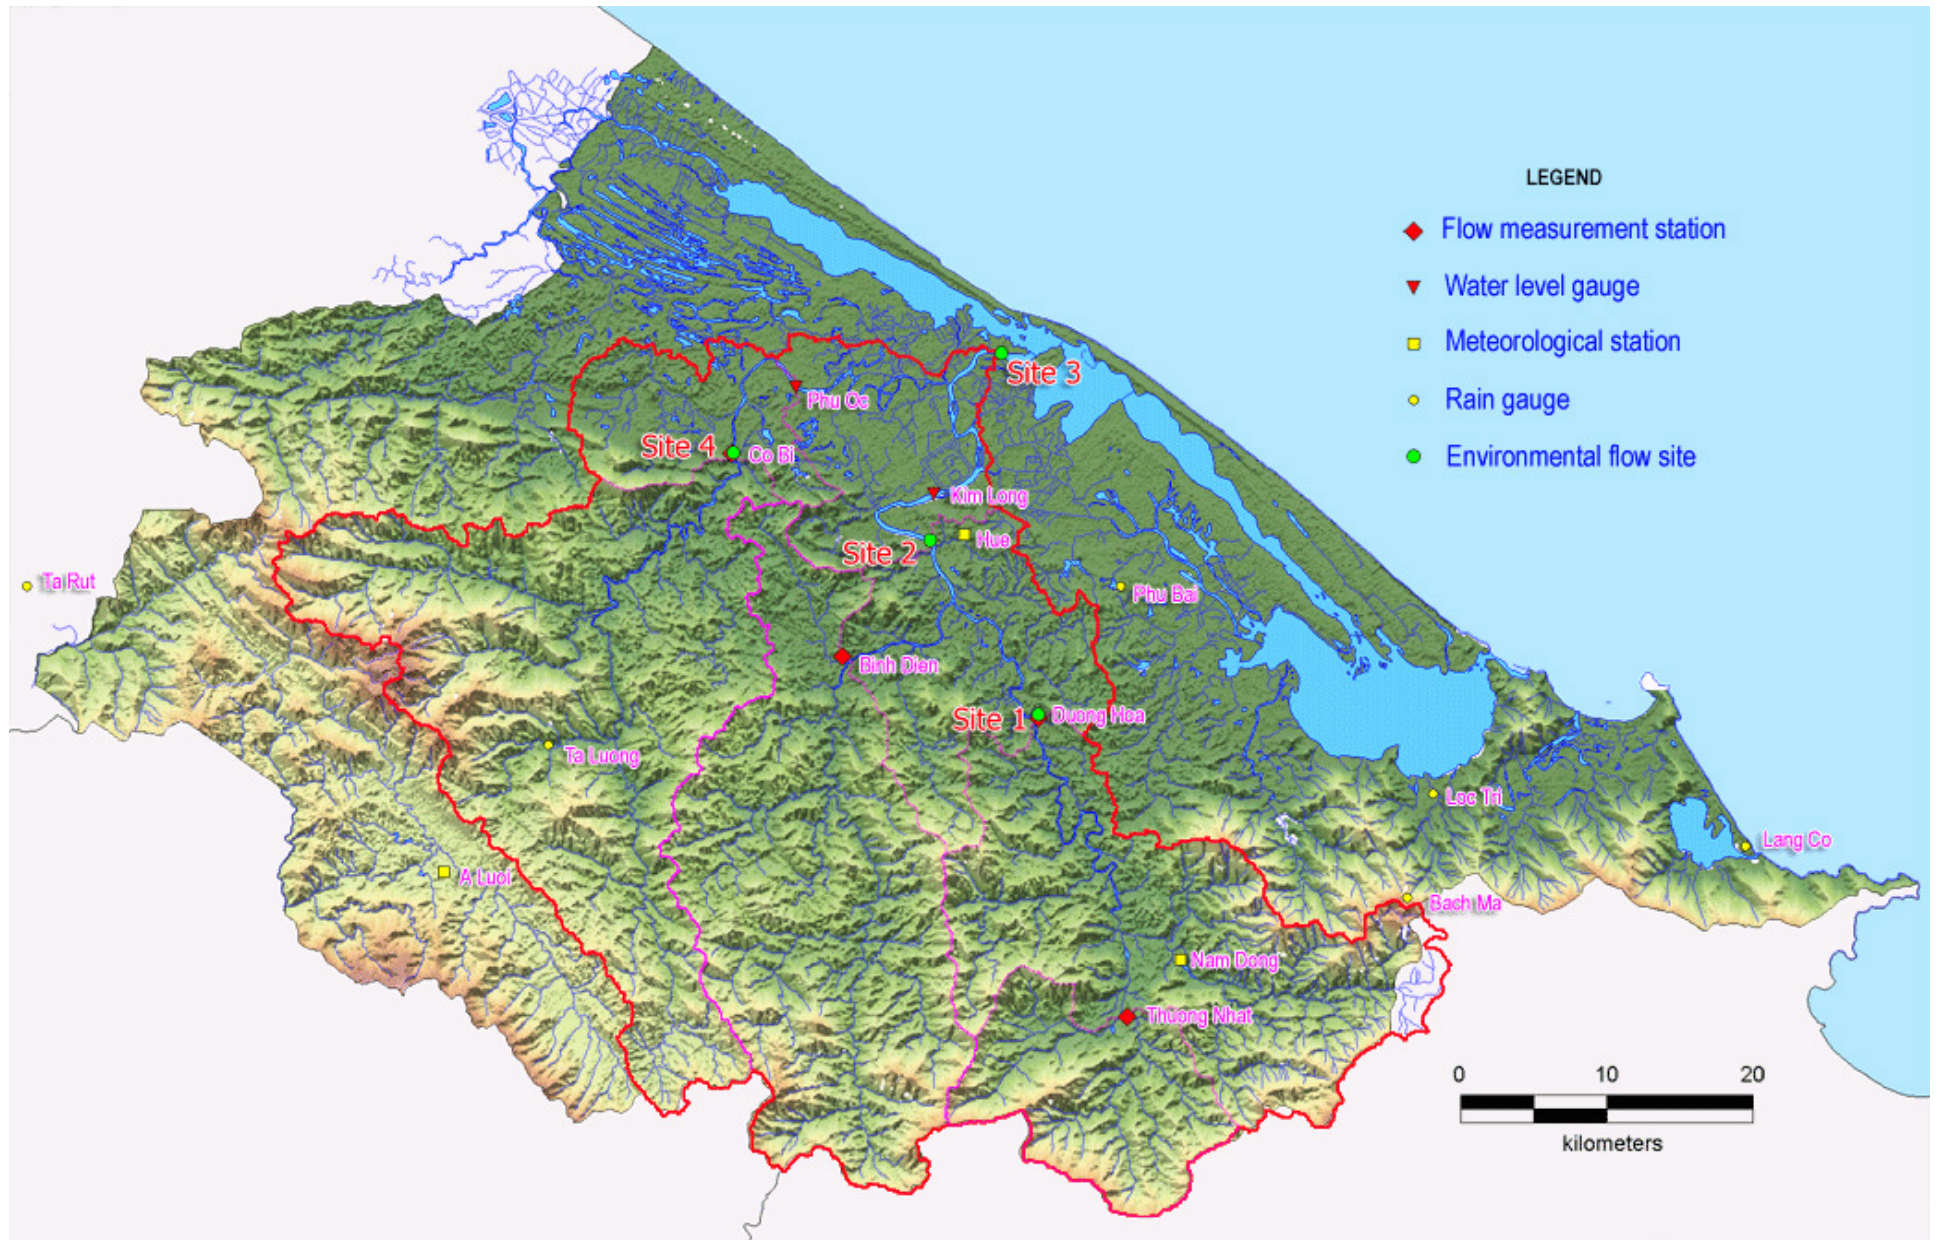 LEGEND
Flow measurement station
Water level gauge
Meteorological station
Rain gauge
Environmental flow site
Site 3
Phu Oc
Site 4
Co Bi
Kim Long
Site 2
Hue
Ta Rut
Phu Bai
Binh Dien
Site 1
Duong Hoa
Ta Luong
Loc Tri
Lang Co
A Luoi
Bach Ma
Nam Dong
Thuong Nhat
0 10 20
kilometers